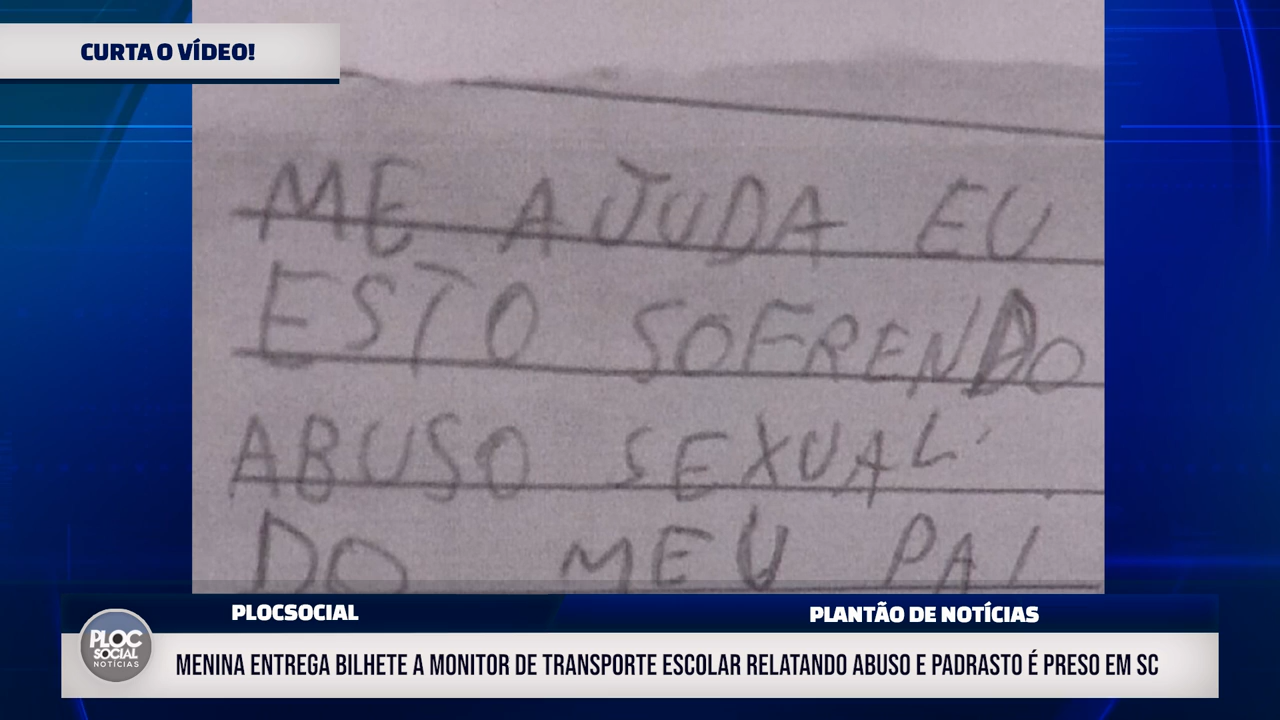 CURTA O VÍDEO!
ME AJUDA EU
ESTO SOFRENDO
ABUSO SEXUAL
DO MEU PAI
PLOCSOCIAL
PLANTÃO DE NOTÍCIAS
PLOC
SOCIAL
NOTÍCIAS
MENINA ENTREGA BILHETE A MONITOR DE TRANSPORTE ESCOLAR RELATANDO ABUSO E PADRASTO É PRESO EM SC